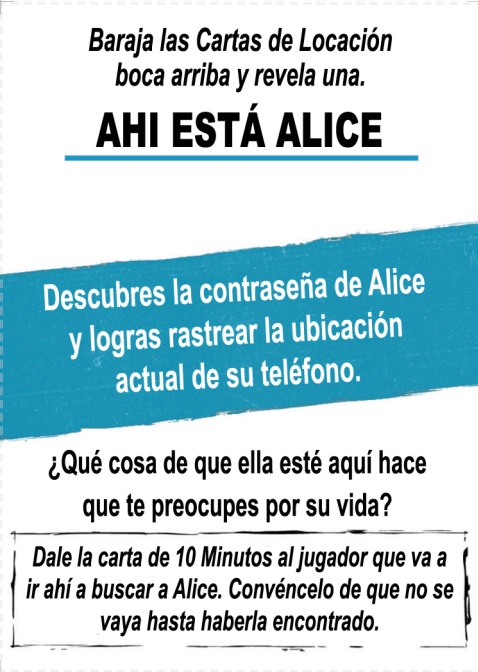 Baraja las Cartas de Locación
boca arriba y revela una.
AHI ESTÁ ALICE
Descubres la contraseña de Alice
y logras rastrear la ubicación
actual de su teléfono.
¿Qué cosa de que ella esté aquí hace
que te preocupes por su vida?
Dale la carta de 10 Minutos al jugador que va a
ir ahí a buscar a Alice. Convéncelo de que no se
vaya hasta haberla encontrado.